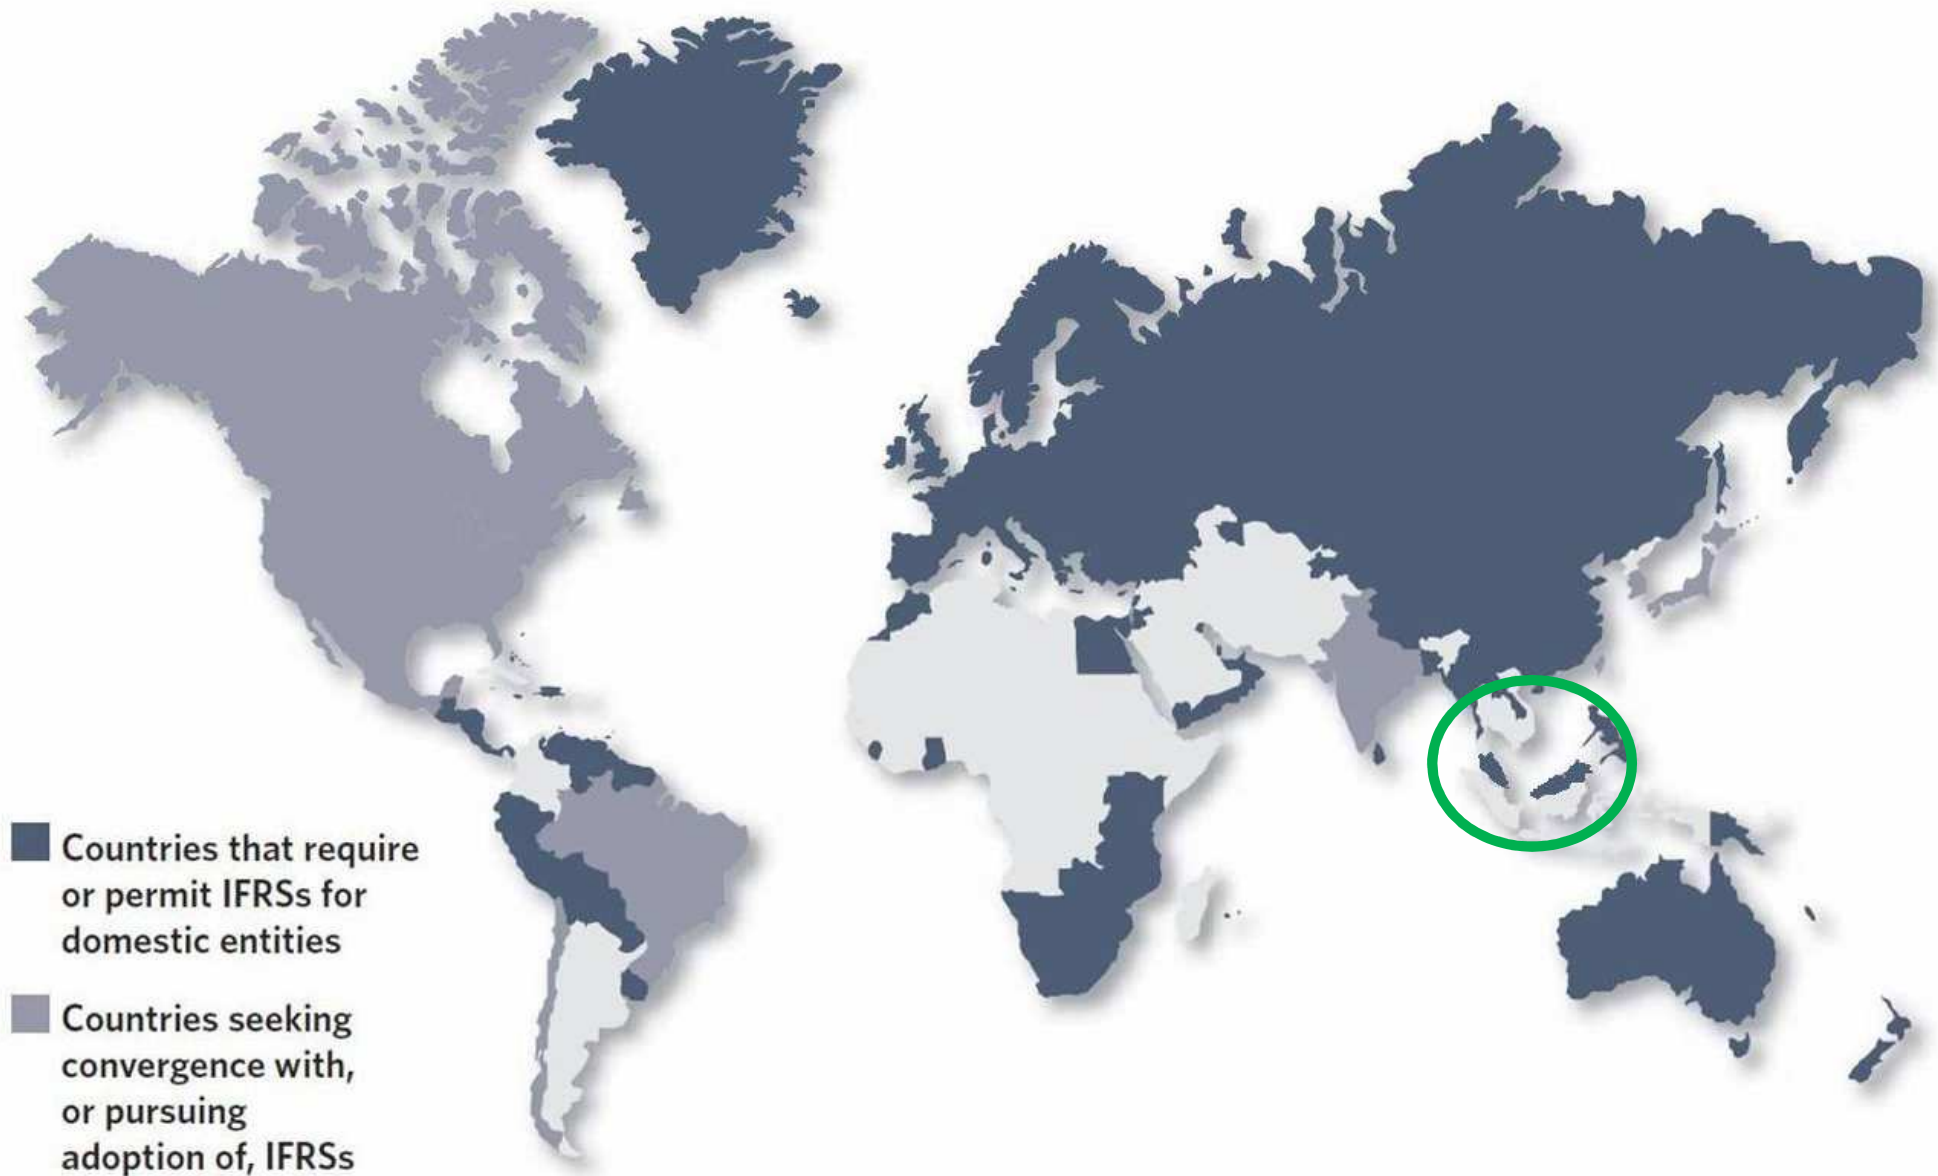 Countries that require
or permit IFRSs for
domestic entities
Countries seeking
convergence with,
or pursuing
adoption of, IFRSs